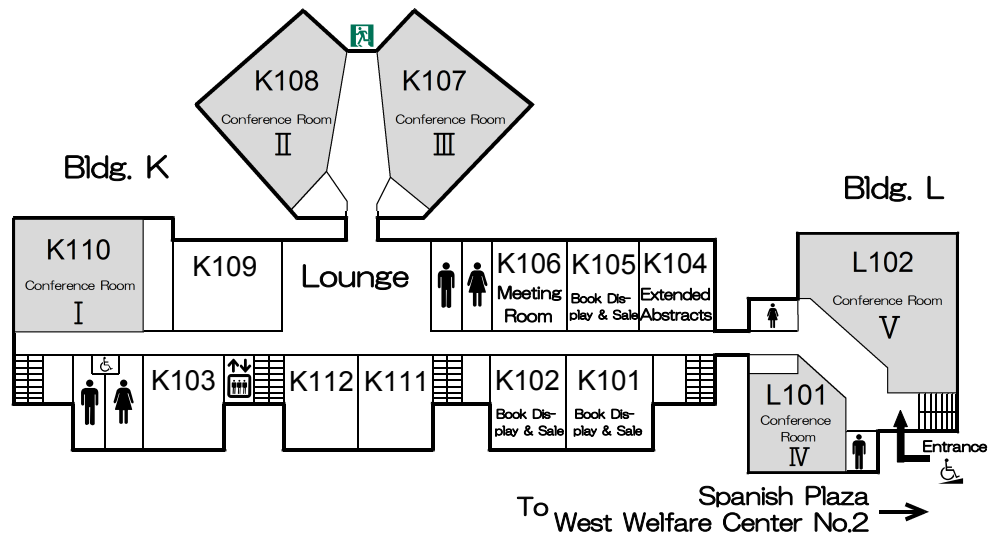 K108
Conference Room
Ⅱ
K107
Conference Room
Ⅲ
Bldg. K
Bldg. L
K110
Conference Room
Ⅰ
K109
Lounge
K106
Meeting
Room
K105
Book Dis-
play & Sale
K104
Extended
Abstracts
L102
Conference Room
Ⅴ
K103
K112
K111
K102
Book Dis-
play & Sale
K101
Book Dis-
play & Sale
L101
Conference
Room
Ⅳ
Entrance
To
Spanish Plaza
West Welfare Center No.2